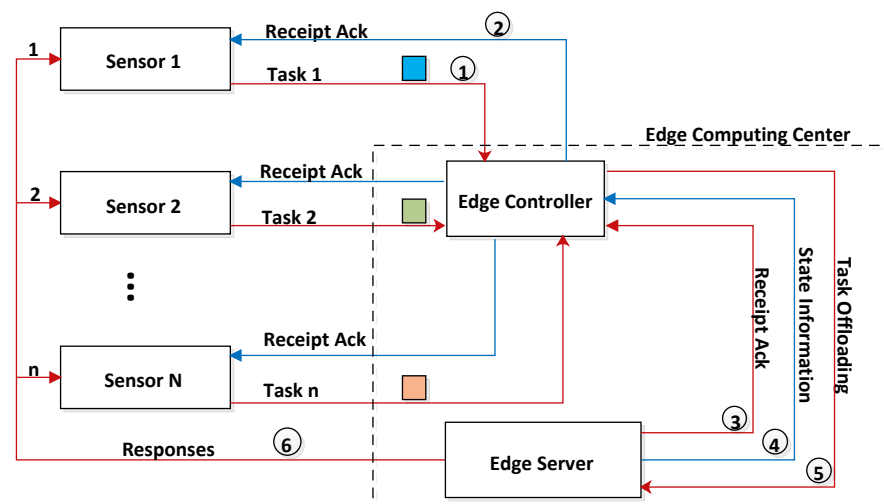 Receipt Ack
2
1
Sensor 1
Task 1
1
Edge Computing Center
Receipt Ack
2
Sensor 2
Task 2
Edge Controller
...
Receipt Ack
State Information
Task Offloading
Receipt Ack
n
Sensor N
Task n
3
4
5
Responses
6
Edge Server